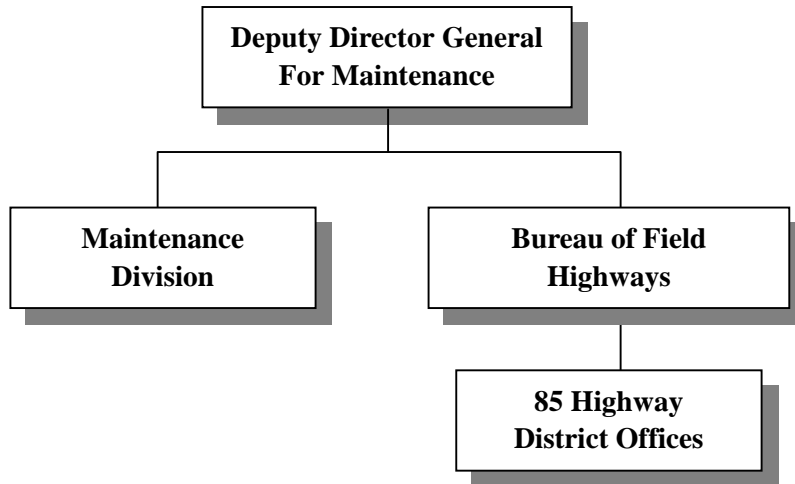 Deputy Director General
For Maintenance
Maintenance
Division
Bureau of Field
Highways
85 Highway
District Offices